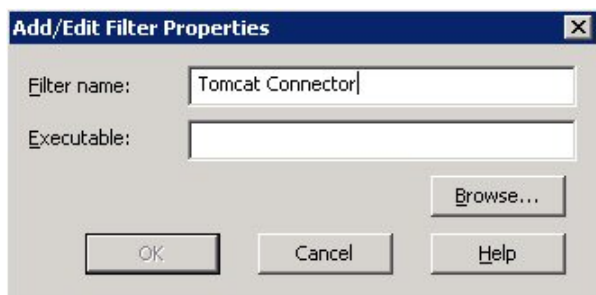 Add/Edit Filter Properties
Filter name: Tomcat Connector
Executable:
Browse...
OK Cancel Help